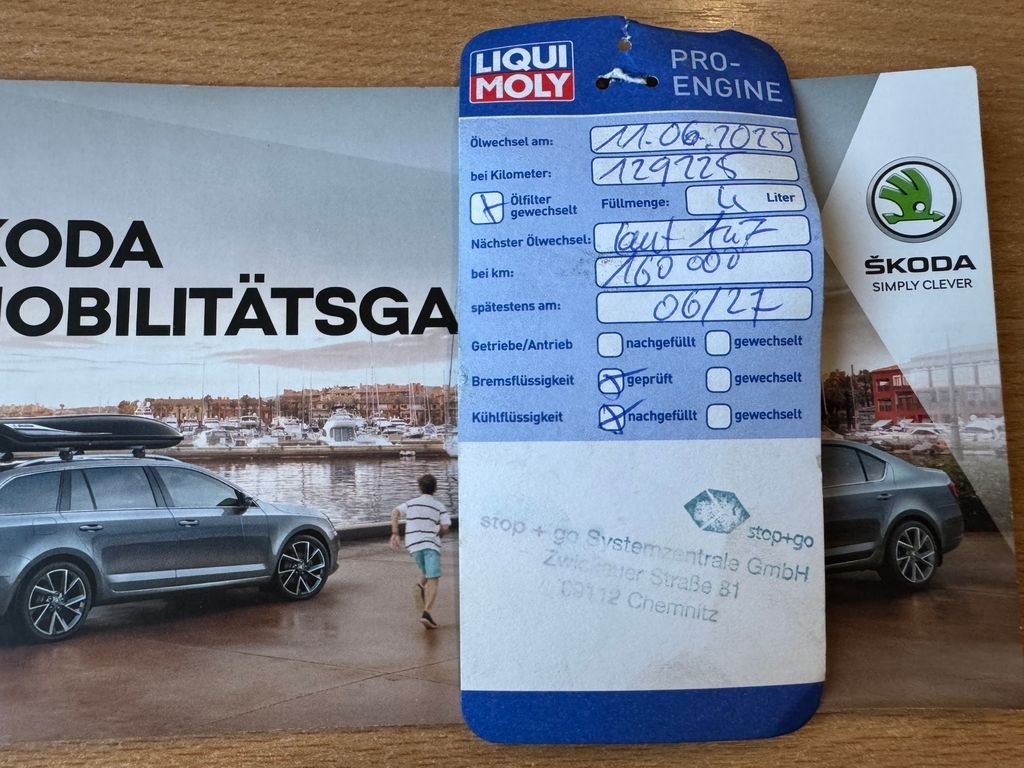 LIQUI
MOLY
PRO-
ENGINE
Ölwechsel am: 11.06.2025
bei Kilometer: 129225
Ölfilter
gewechselt
Füllmenge: 4 Liter
Nächster Ölwechsel: laut
bei km: 160 000
spätestens am: 06/27
Getriebe/Antrieb nachgefüllt gewechselt
Bremsflüssigkeit geprüft gewechselt
Kühlflüssigkeit nachgefüllt gewechselt
stop+go
stop + go Systemzentrale GmbH
Zwickauer Straße 81
09112 Chemnitz
KODA
MOBILITÄTSGA
ŠKODA
SIMPLY CLEVER